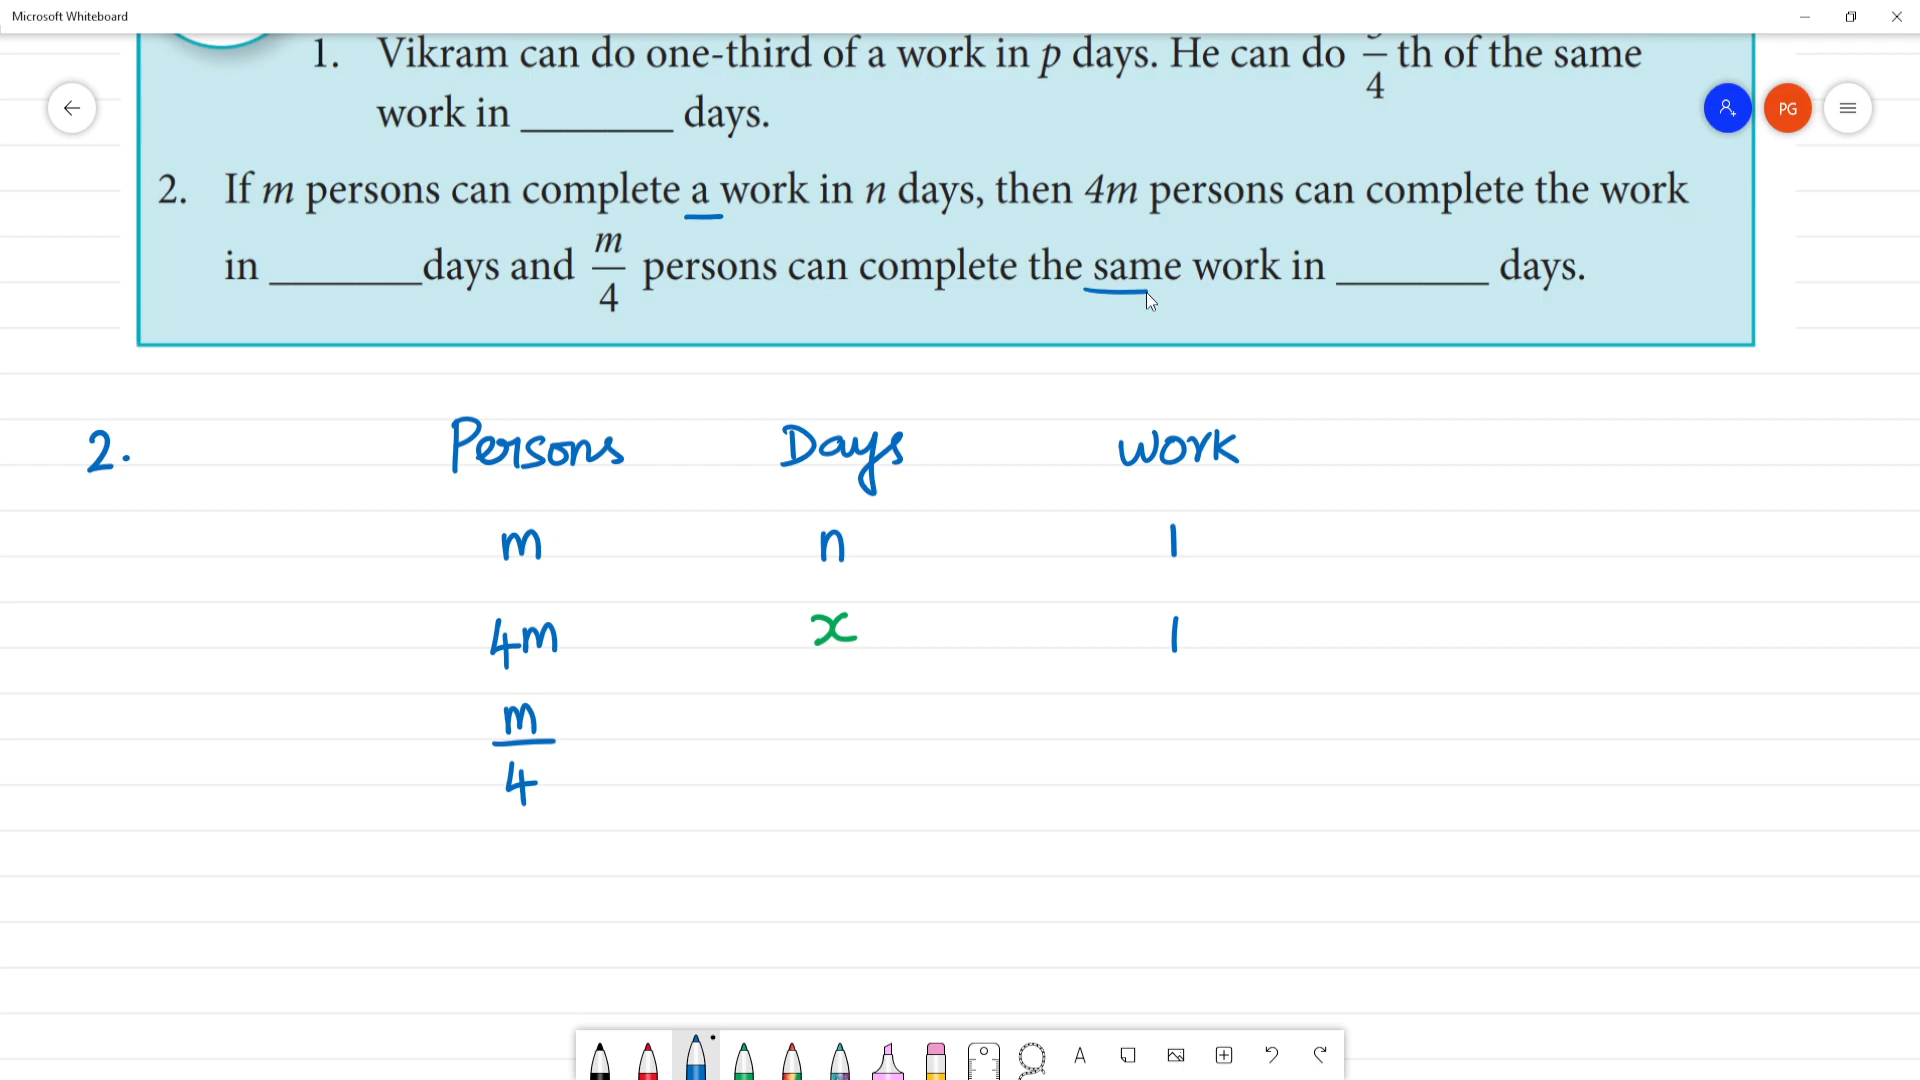 Microsoft Whiteboard
1. Vikram can do one-third of a work in p days. He can do —/4 th of the same
work in ________ days.
PG
2. If m persons can complete a work in n days, then 4m persons can complete the work
in ________ days and m/4 persons can complete the same work in ________ days.
2. Persons Days Work
m n 1
4m x 1
m/4
A